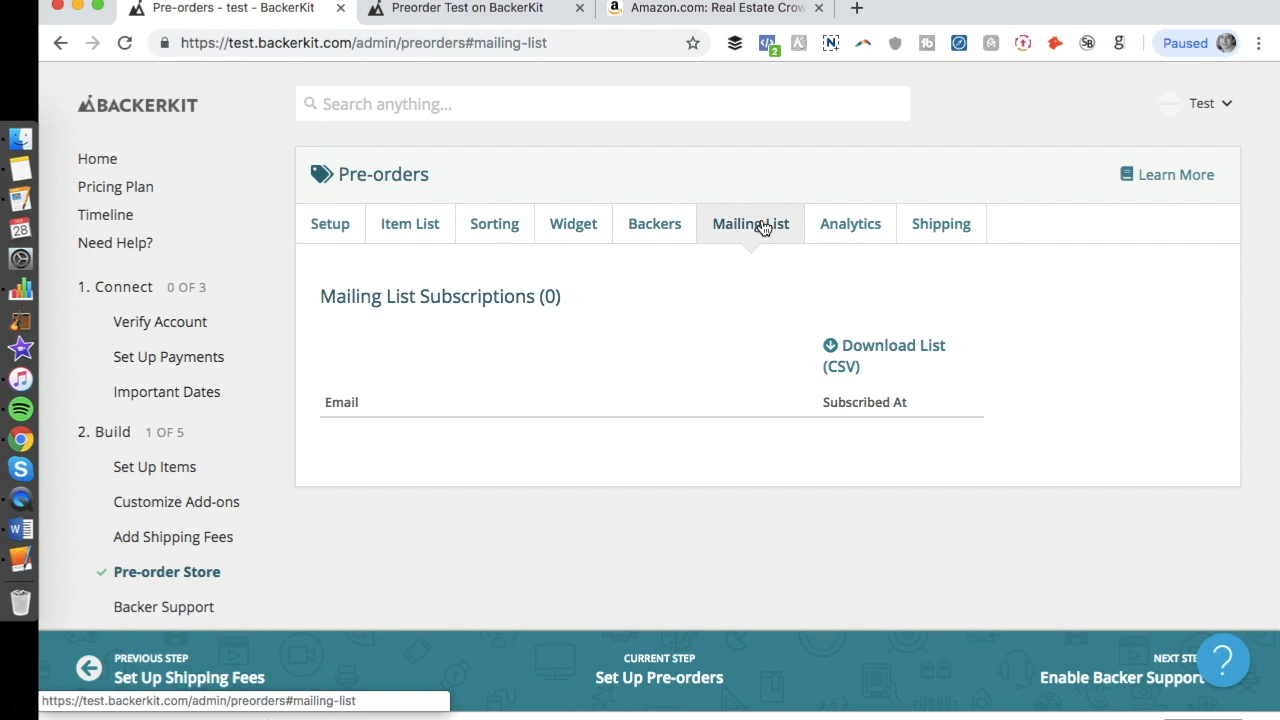 Pre-orders - test - BackerKit
Preorder Test on BackerKit
Amazon.com: Real Estate Crow
https://test.backerkit.com/admin/preorders#mailing-list
2
Paused
BACKERKIT
Search anything...
Test
Home
Pricing Plan
Timeline
Need Help?
1. Connect 0 OF 3
Verify Account
Set Up Payments
Important Dates
2. Build 1 OF 5
Set Up Items
Customize Add-ons
Add Shipping Fees
Pre-order Store
Backer Support
Pre-orders
Learn More
Setup
Item List
Sorting
Widget
Backers
Mailing List
Analytics
Shipping
Mailing List Subscriptions (0)
Download List
(CSV)
Email
Subscribed At
PREVIOUS STEP
Set Up Shipping Fees
CURRENT STEP
Set Up Pre-orders
NEXT STE
Enable Backer Support
?
https://test.backerkit.com/admin/preorders#mailing-list